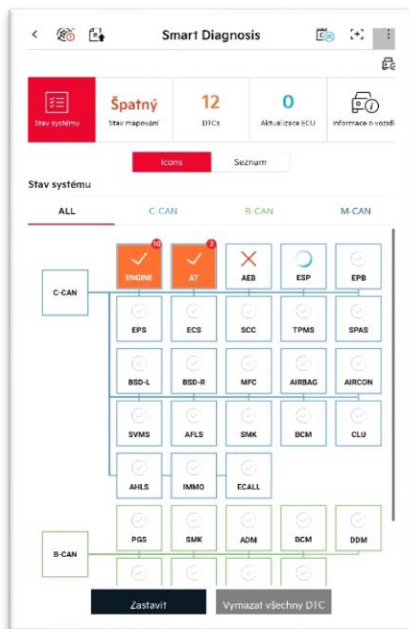 Smart Diagnosis
Špatný
12
0
Stav systému
Stav mapování
DTCs
Aktualizace ECU
Informace o vozidl
Icons
Seznam
Stav systému
ALL
C-CAN
B-CAN
M-CAN
10
2
ENGINE
AT
AEB
ESP
EPB
C-CAN
EPS
ECS
SCC
TPMS
SPAS
BSD-L
BSD-R
MFC
AIRBAG
AIRCON
SVMS
AFLS
SMK
BCM
CLU
AHLS
IMMO
ECALL
PGS
SMK
ADM
BCM
DDM
B-CAN
Zastavit
Vymazat všechny DTC